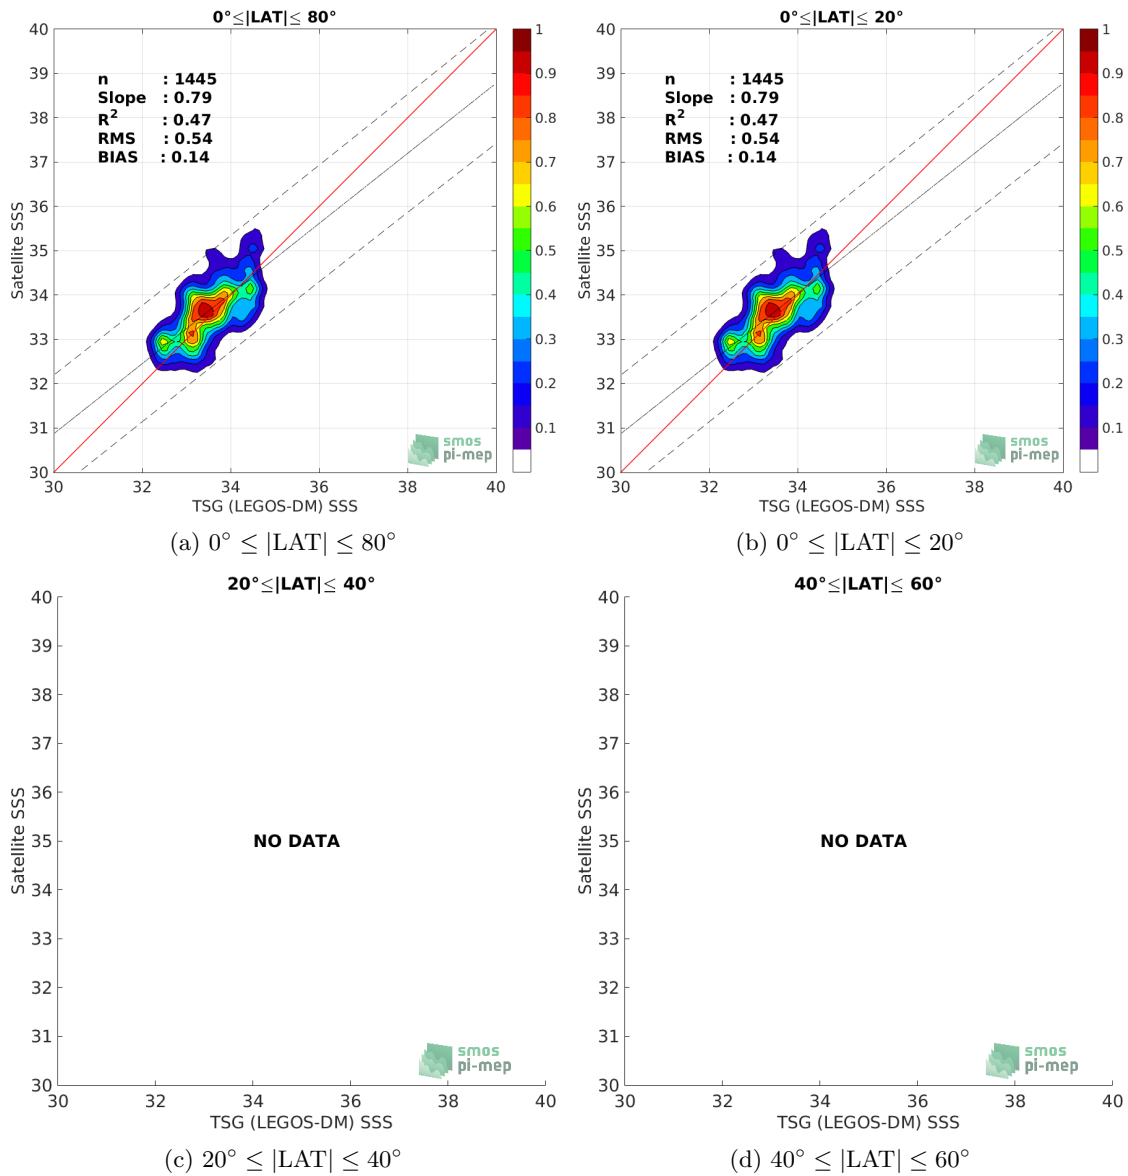 0°≤|LAT|≤ 80°
40
39
38
37
36
35
34
33
32
31
30
Satellite SSS
n : 1445
Slope : 0.79
R² : 0.47
RMS : 0.54
BIAS : 0.14
smos
pi-mep
30 32 34 36 38 40
TSG (LEGOS-DM) SSS
1
0.9
0.8
0.7
0.6
0.5
0.4
0.3
0.2
0.1
(a) 0° ≤ |LAT| ≤ 80°
0°≤|LAT|≤ 20°
40
39
38
37
36
35
34
33
32
31
30
Satellite SSS
n : 1445
Slope : 0.79
R² : 0.47
RMS : 0.54
BIAS : 0.14
smos
pi-mep
30 32 34 36 38 40
TSG (LEGOS-DM) SSS
1
0.9
0.8
0.7
0.6
0.5
0.4
0.3
0.2
0.1
(b) 0° ≤ |LAT| ≤ 20°
20°≤|LAT|≤ 40°
40
39
38
37
36
35
34
33
32
31
30
Satellite SSS
NO DATA
smos
pi-mep
30 32 34 36 38 40
TSG (LEGOS-DM) SSS
(c) 20° ≤ |LAT| ≤ 40°
40°≤|LAT|≤ 60°
40
39
38
37
36
35
34
33
32
31
30
Satellite SSS
NO DATA
smos
pi-mep
30 32 34 36 38 40
TSG (LEGOS-DM) SSS
(d) 40° ≤ |LAT| ≤ 60°